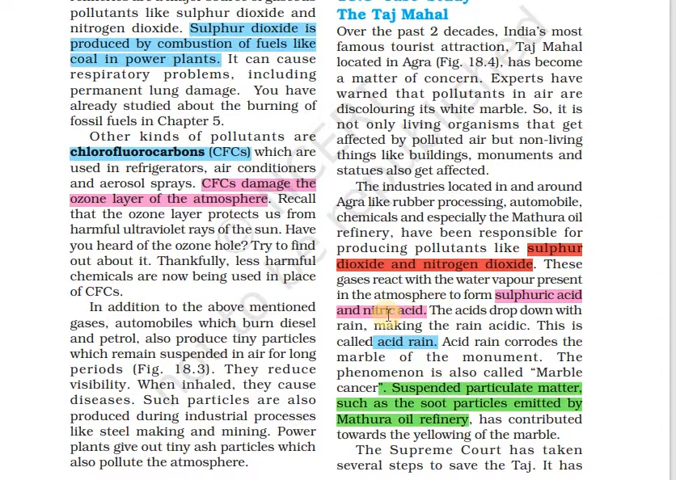 pollutants like sulphur dioxide and
nitrogen dioxide. Sulphur dioxide is
produced by combustion of fuels like
coal in power plants. It can cause
respiratory problems, including
permanent lung damage. You have
already studied about the burning of
fossil fuels in Chapter 5.
Other kinds of pollutants are
chlorofluorocarbons (CFCs) which are
used in refrigerators, air conditioners
and aerosol sprays. CFCs damage the
ozone layer of the atmosphere. Recall
that the ozone layer protects us from
harmful ultraviolet rays of the sun. Have
you heard of the ozone hole? Try to find
out about it. Thankfully, less harmful
chemicals are now being used in place
of CFCs.
In addition to the above mentioned
gases, automobiles which burn diesel
and petrol, also produce tiny particles
which remain suspended in air for long
periods (Fig. 18.3). They reduce
visibility. When inhaled, they cause
diseases. Such particles are also
produced during industrial processes
like steel making and mining. Power
plants give out tiny ash particles which
also pollute the atmosphere.
The Taj Mahal
Over the past 2 decades, India's most
famous tourist attraction, Taj Mahal
located in Agra (Fig. 18.4), has become
a matter of concern. Experts have
warned that pollutants in air are
discolouring its white marble. So, it is
not only living organisms that get
affected by polluted air but non-living
things like buildings, monuments and
statues also get affected.
The industries located in and around
Agra like rubber processing, automobile,
chemicals and especially the Mathura oil
refinery, have been responsible for
producing pollutants like sulphur
dioxide and nitrogen dioxide. These
gases react with the water vapour present
in the atmosphere to form sulphuric acid
and nitric acid. The acids drop down with
rain, making the rain acidic. This is
called acid rain. Acid rain corrodes the
marble of the monument. The
phenomenon is also called “Marble
cancer”. Suspended particulate matter,
such as the soot particles emitted by
Mathura oil refinery, has contributed
towards the yellowing of the marble.
The Supreme Court has taken
several steps to save the Taj. It has
not to be republished
© NCERT